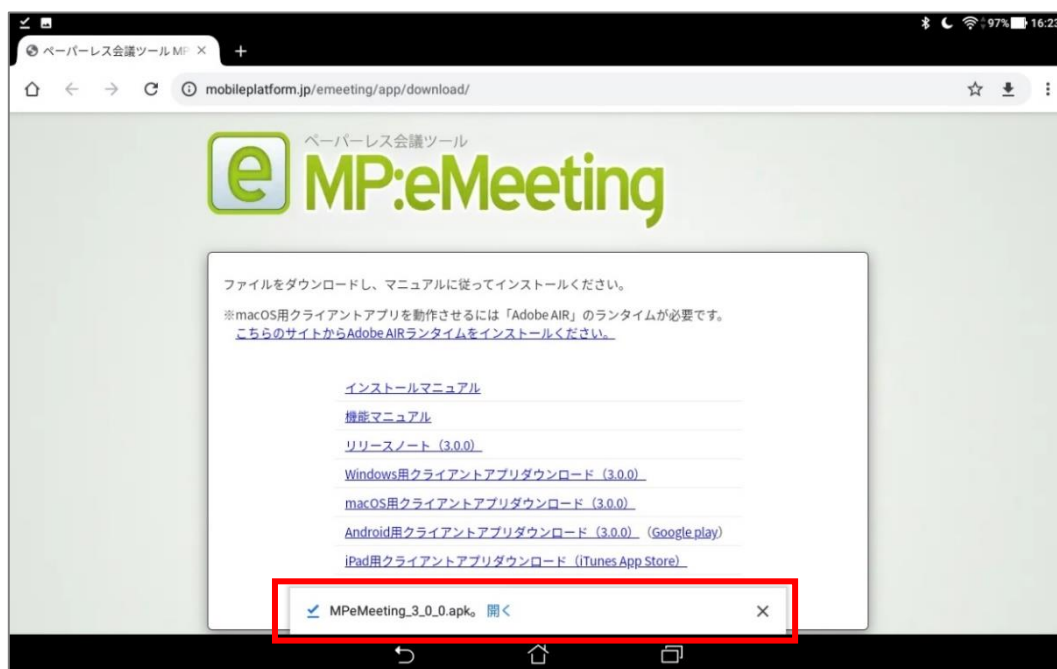 97% 16:23
ペーパーレス会議ツール MP
mobileplatform.jp/emeeting/app/download/
ペーパーレス会議ツール
e MP:eMeeting
ファイルをダウンロードし、マニュアルに従ってインストールください。
※macOS用クライアントアプリを動作させるには「Adobe AIR」のランタイムが必要です。
こちらのサイトからAdobe AIRランタイムをインストールください。
インストールマニュアル
機能マニュアル
リリースノート（3.0.0）
Windows用クライアントアプリダウンロード（3.0.0）
macOS用クライアントアプリダウンロード（3.0.0）
Android用クライアントアプリダウンロード（3.0.0）（Google play）
iPad用クライアントアプリダウンロード（iTunes App Store）
MPeMeeting_3_0_0.apk。 開く